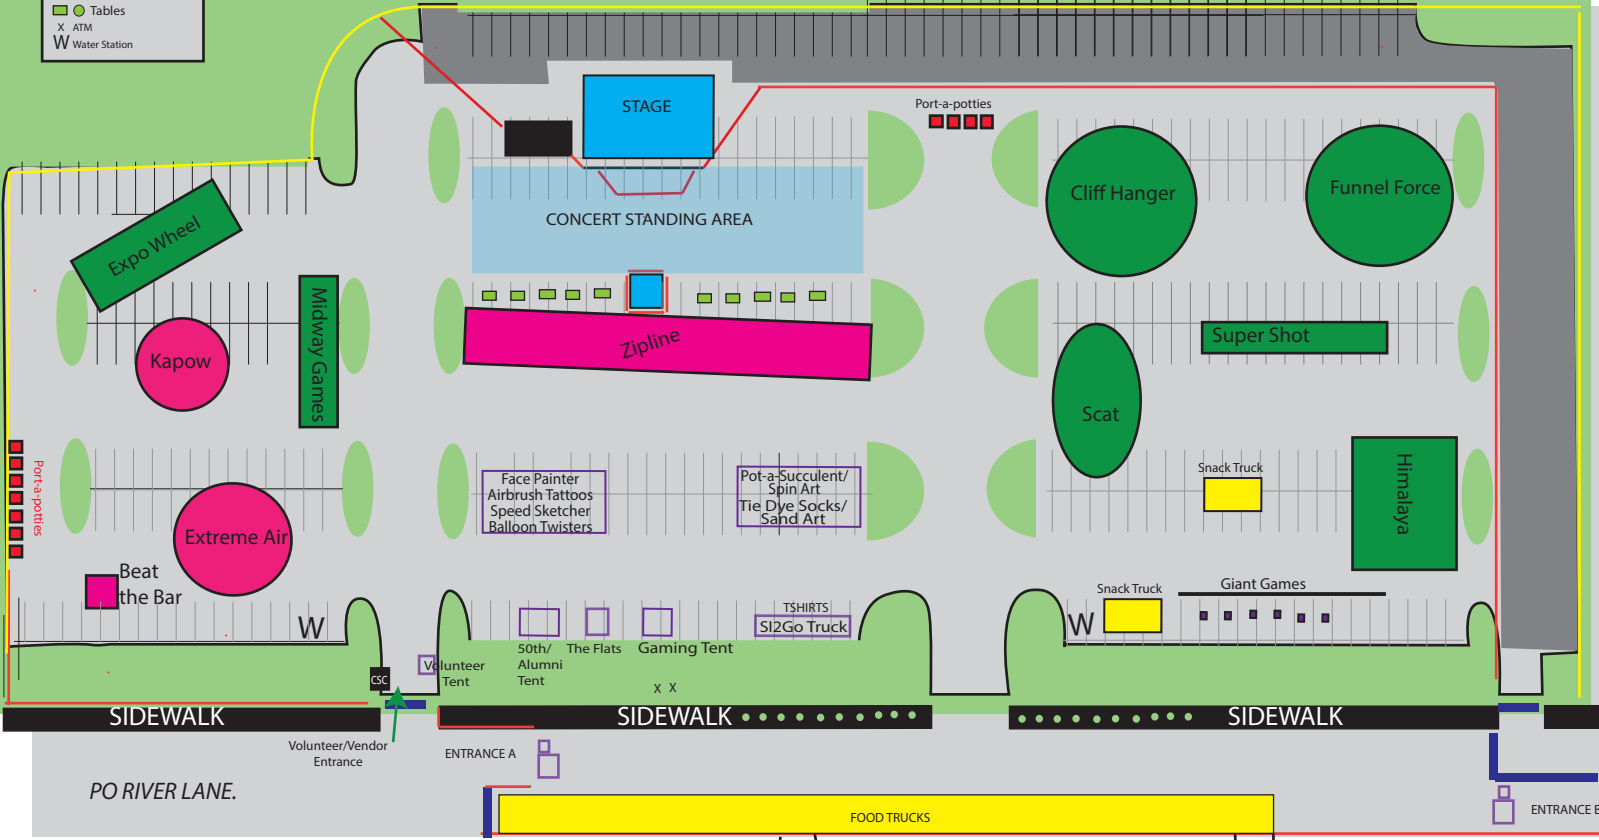 Tables
X ATM
W Water Station
STAGE
Port-a-potties
Cliff Hanger
Funnel Force
Expo Wheel
CONCERT STANDING AREA
Midway Games
Kapow
Zipline
Super Shot
Scat
Port-a-potties
Face Painter
Airbrush Tattoos
Speed Sketcher
Balloon Twisters
Pot-a-Succulent/
Spin Art
Tie Dye Socks/
Sand Art
Snack Truck
Himalaya
Extreme Air
Beat
the Bar
W
TSHIRTS
SI2Go Truck
W
Snack Truck
Giant Games
Volunteer
Tent
50th/
Alumni
Tent
The Flats
Gaming Tent
CSC
X X
SIDEWALK
SIDEWALK
SIDEWALK
Volunteer/Vendor
Entrance
ENTRANCE A
PO RIVER LANE.
FOOD TRUCKS
ENTRANCE B